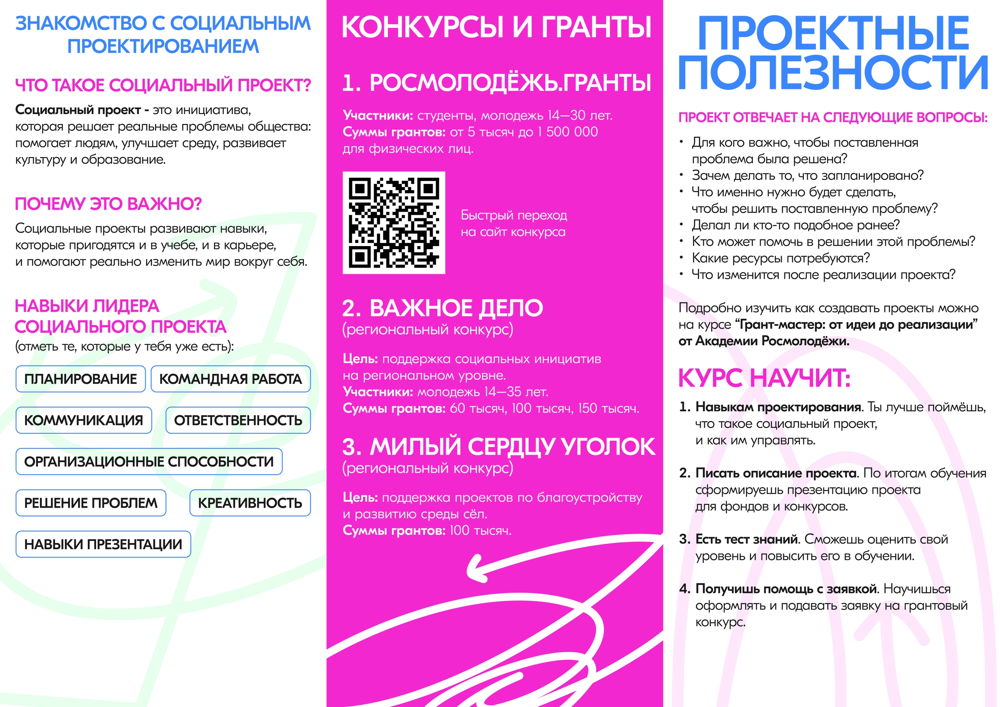 ЗНАКОМСТВО С СОЦИАЛЬНЫМ
ПРОЕКТИРОВАНИЕМ
ЧТО ТАКОЕ СОЦИАЛЬНЫЙ ПРОЕКТ?
Социальный проект - это инициатива,
которая решает реальные проблемы общества:
помогает людям, улучшает среду, развивает
культуру и образование.
ПОЧЕМУ ЭТО ВАЖНО?
Социальные проекты развивают навыки,
которые пригодятся и в учебе, и в карьере,
и помогают реально изменить мир вокруг себя.
НАВЫКИ ЛИДЕРА
СОЦИАЛЬНОГО ПРОЕКТА
(отметь те, которые у тебя уже есть):
ПЛАНИРОВАНИЕ
КОМАНДНАЯ РАБОТА
КОММУНИКАЦИЯ
ОТВЕТСТВЕННОСТЬ
ОРГАНИЗАЦИОННЫЕ СПОСОБНОСТИ
РЕШЕНИЕ ПРОБЛЕМ
КРЕАТИВНОСТЬ
НАВЫКИ ПРЕЗЕНТАЦИИ
КОНКУРСЫ И ГРАНТЫ
1. РОСМОЛОДЁЖЬ.ГРАНТЫ
Участники: студенты, молодежь 14—30 лет.
Суммы грантов: от 5 тысяч до 1 500 000
для физических лиц.
Быстрый переход
на сайт конкурса
2. ВАЖНОЕ ДЕЛО
(региональный конкурс)
Цель: поддержка социальных инициатив
на региональном уровне.
Участники: молодежь 14—35 лет.
Суммы грантов: 60 тысяч, 100 тысяч, 150 тысяч.
3. МИЛЫЙ СЕРДЦУ УГОЛОК
(региональный конкурс)
Цель: поддержка проектов по благоустройству
и развитию среды сёл.
Суммы грантов: 100 тысяч.
ПРОЕКТНЫЕ
ПОЛЕЗНОСТИ
ПРОЕКТ ОТВЕЧАЕТ НА СЛЕДУЮЩИЕ ВОПРОСЫ:
• Для кого важно, чтобы поставленная
проблема была решена?
• Зачем делать то, что запланировано?
• Что именно нужно будет сделать,
чтобы решить поставленную проблему?
• Делал ли кто-то подобное ранее?
• Кто может помочь в решении этой проблемы?
• Какие ресурсы потребуются?
• Что изменится после реализации проекта?
Подробно изучить как создавать проекты можно
на курсе “Грант-мастер: от идеи до реализации”
от Академии Росмолодёжи.
КУРС НАУЧИТ:
1. Навыкам проектирования. Ты лучше поймёшь,
что такое социальный проект,
и как им управлять.
2. Писать описание проекта. По итогам обучения
сформируешь презентацию проекта
для фондов и конкурсов.
3. Есть тест знаний. Сможешь оценить свой
уровень и повысить его в обучении.
4. Получишь помощь с заявкой. Научишься
оформлять и подавать заявку на грантовый
конкурс.